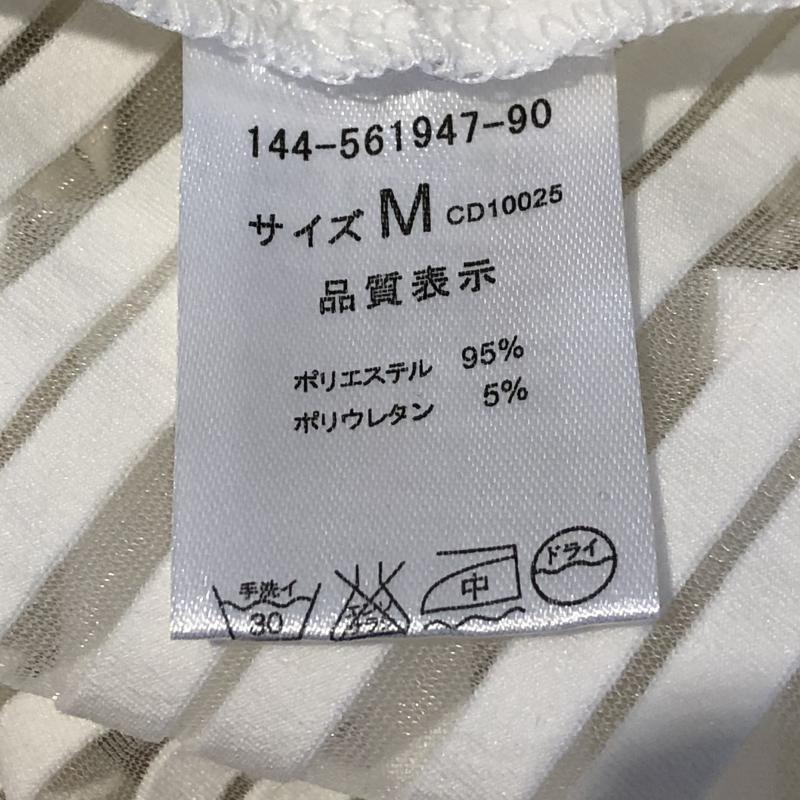 144-561947-90
サイズ M CD10025
品質表示
ポリエステル 95%
ポリウレタン 5%
手洗イ 30
中
ドライ